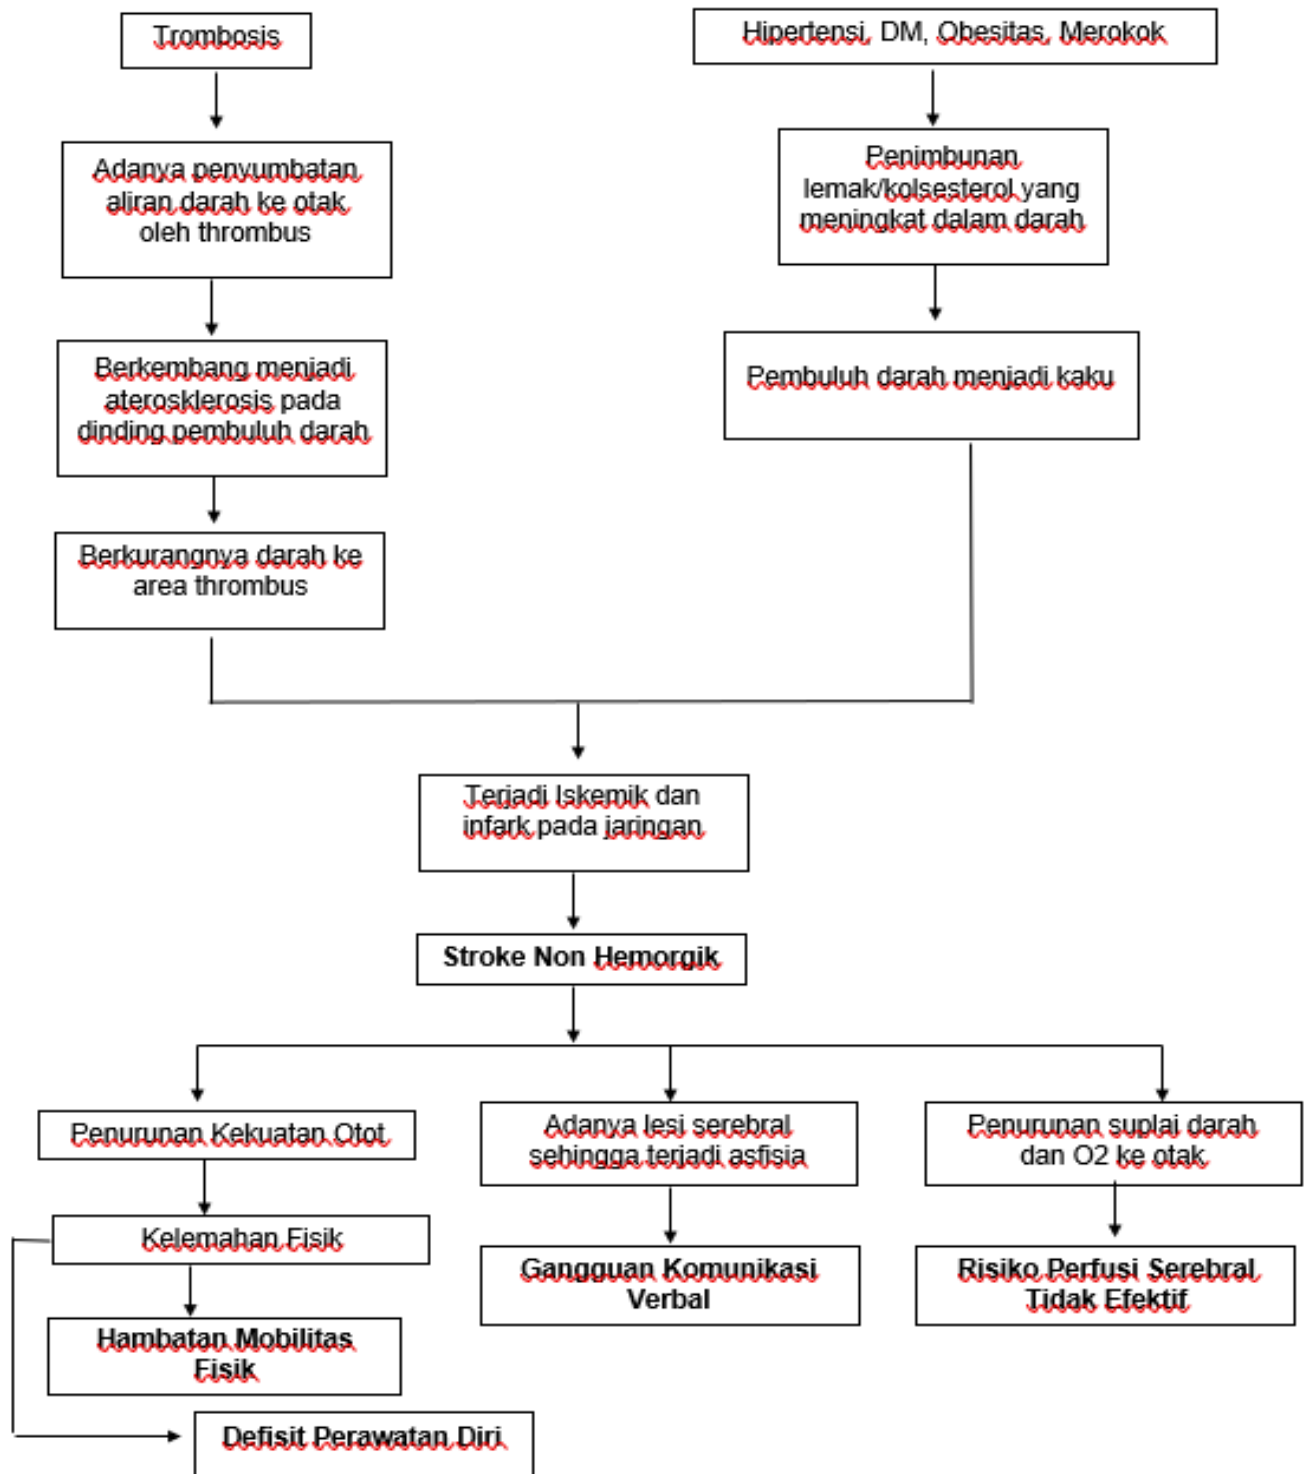 Trombosis
Hipertensi, DM, Obesitas, Merokok
Adanya penyumbatan
aliran darah ke otak
oleh thrombus
Penimbunan
lemak/kolsesterol yang
meningkat dalam darah
Berkembang menjadi
aterosklerosis pada
dinding pembuluh darah
Pembuluh darah menjadi kaku
Berkurangnya darah ke
area thrombus
Terjadi Iskemik dan
infark pada jaringan
Stroke Non Hemorgik
Penurunan Kekuatan Otot
Adanya lesi serebral
sehingga terjadi asfisia
Penurunan suplai darah
dan O2 ke otak
Kelemahan Fisik
Gangguan Komunikasi
Verbal
Risiko Perfusi Serebral
Tidak Efektif
Hambatan Mobilitas
Fisik
Defisit Perawatan Diri